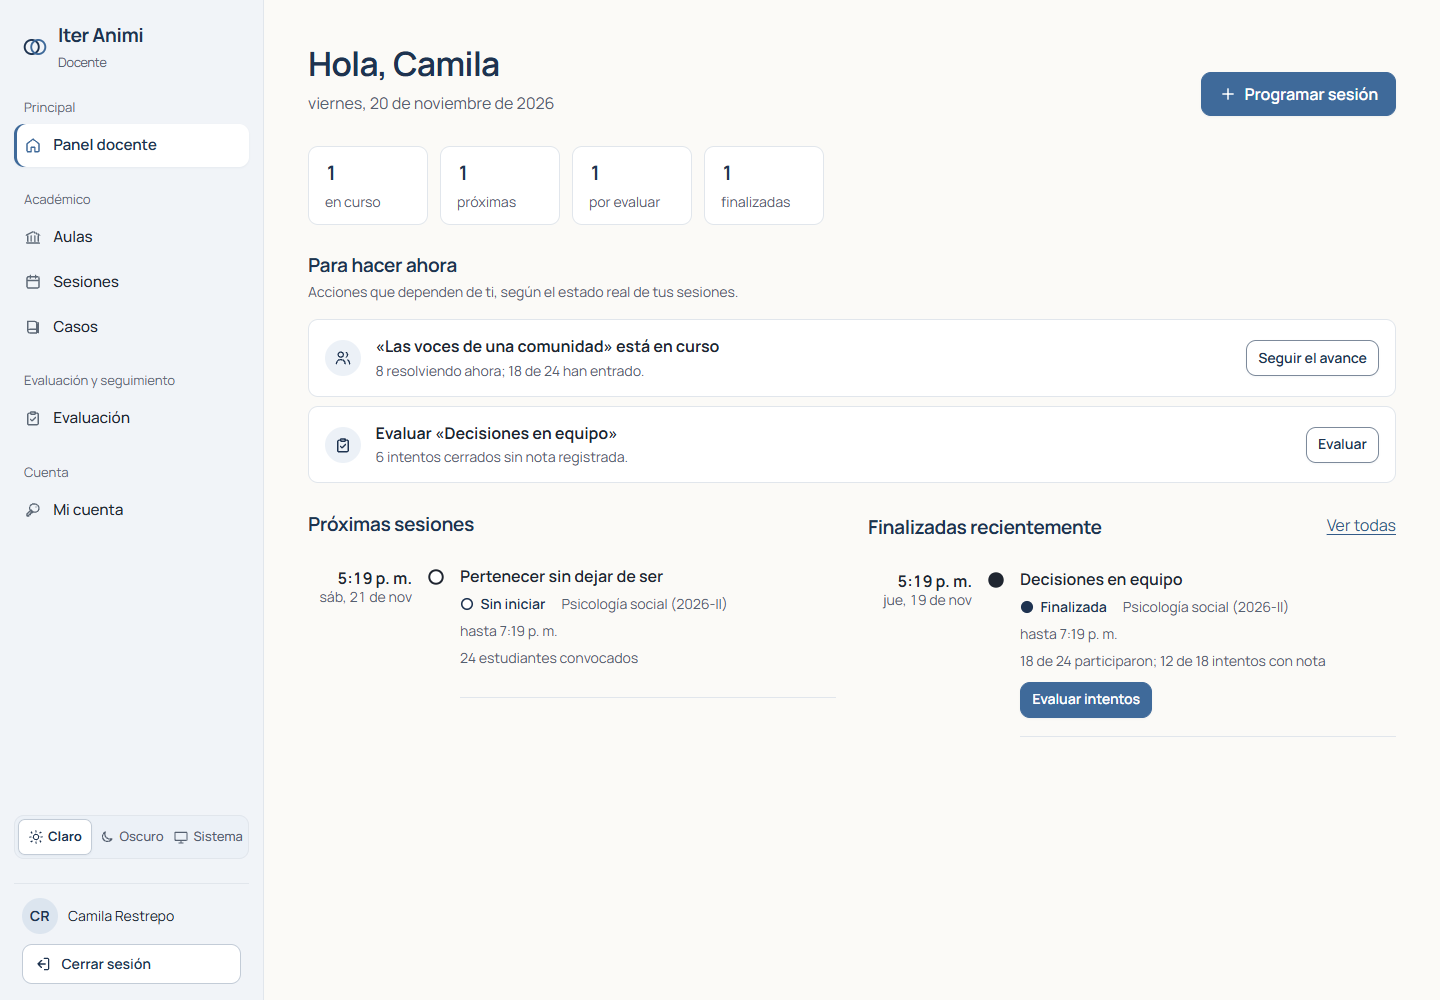 Iter Animi
Docente
Principal
Panel docente
Académico
Aulas
Sesiones
Casos
Evaluación y seguimiento
Evaluación
Cuenta
Mi cuenta
Claro
Oscuro
Sistema
CR
Camila Restrepo
Cerrar sesión
Hola, Camila
viernes, 20 de noviembre de 2026
Programar sesión
1
en curso
1
próximas
1
por evaluar
1
finalizadas
Para hacer ahora
Acciones que dependen de ti, según el estado real de tus sesiones.
«Las voces de una comunidad» está en curso
8 resolviendo ahora; 18 de 24 han entrado.
Seguir el avance
Evaluar «Decisiones en equipo»
6 intentos cerrados sin nota registrada.
Evaluar
Próximas sesiones
5:19 p. m.
sáb, 21 de nov
Pertenecer sin dejar de ser
Sin iniciar
Psicología social (2026-II)
hasta 7:19 p. m.
24 estudiantes convocados
Finalizadas recientemente
Ver todas
5:19 p. m.
jue, 19 de nov
Decisiones en equipo
Finalizada
Psicología social (2026-II)
hasta 7:19 p. m.
18 de 24 participaron; 12 de 18 intentos con nota
Evaluar intentos